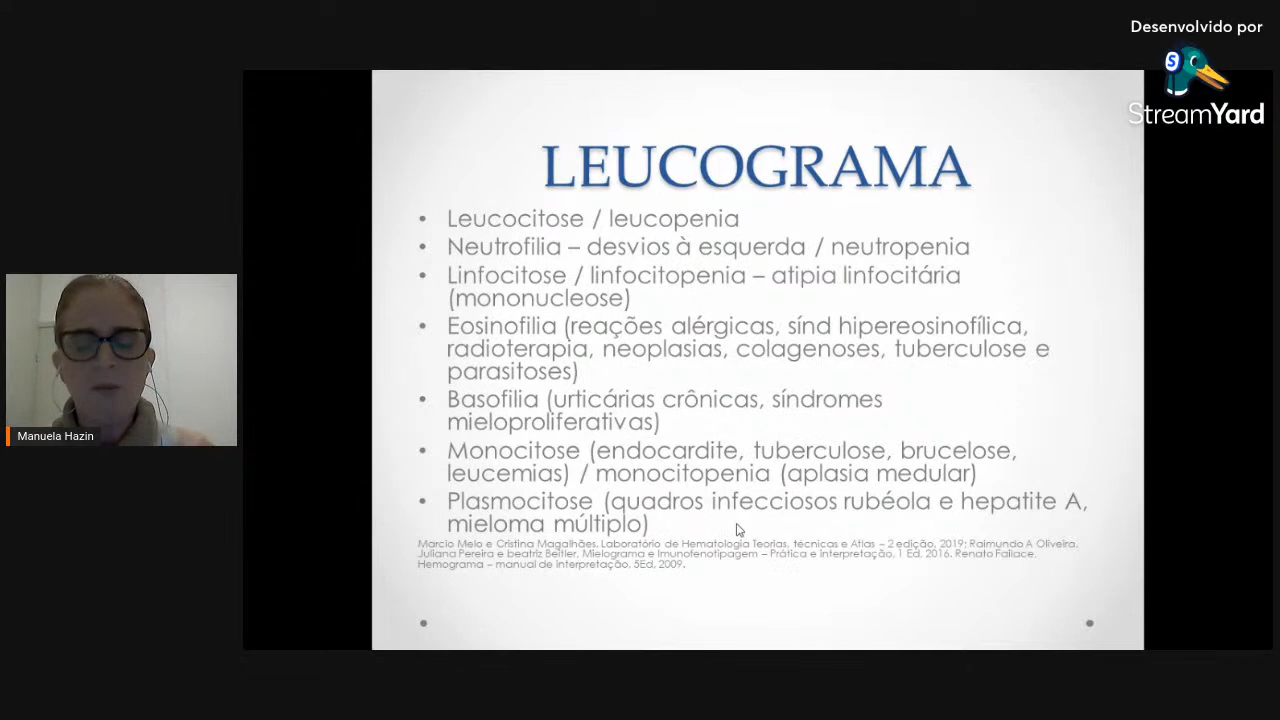 Desenvolvido por
StreamYard
LEUCOGRAMA
• Leucocitose / leucopenia
• Neutrofilia – desvios à esquerda / neutropenia
• Linfocitose / linfocitopenia – atipia linfocitária
(mononucleose)
• Eosinofilia (reações alérgicas, sínd hipereosinofílica,
radioterapia, neoplasias, colagenoses, tuberculose e
parasitoses)
• Basofilia (urticárias crônicas, síndromes
mieloproliferativas)
• Monocitose (endocardite, tuberculose, brucelose,
leucemias) / monocitopenia (aplasia medular)
• Plasmocitose (quadros infecciosos rubéola e hepatite A,
mieloma múltiplo)
Marcio Melo e Cristina Magalhães. Laboratório de Hematologia Teorias, técnicas e Atlas – 2 edição, 2019; Raimundo A Oliveira,
Juliana Pereira e beatriz Beitler, Mielograma e Imunofenotipagem – Prática e interpretação, 1 Ed. 2016. Renato Failace,
Hemograma – manual de interpretação, 5Ed, 2009.
Manuela Hazin